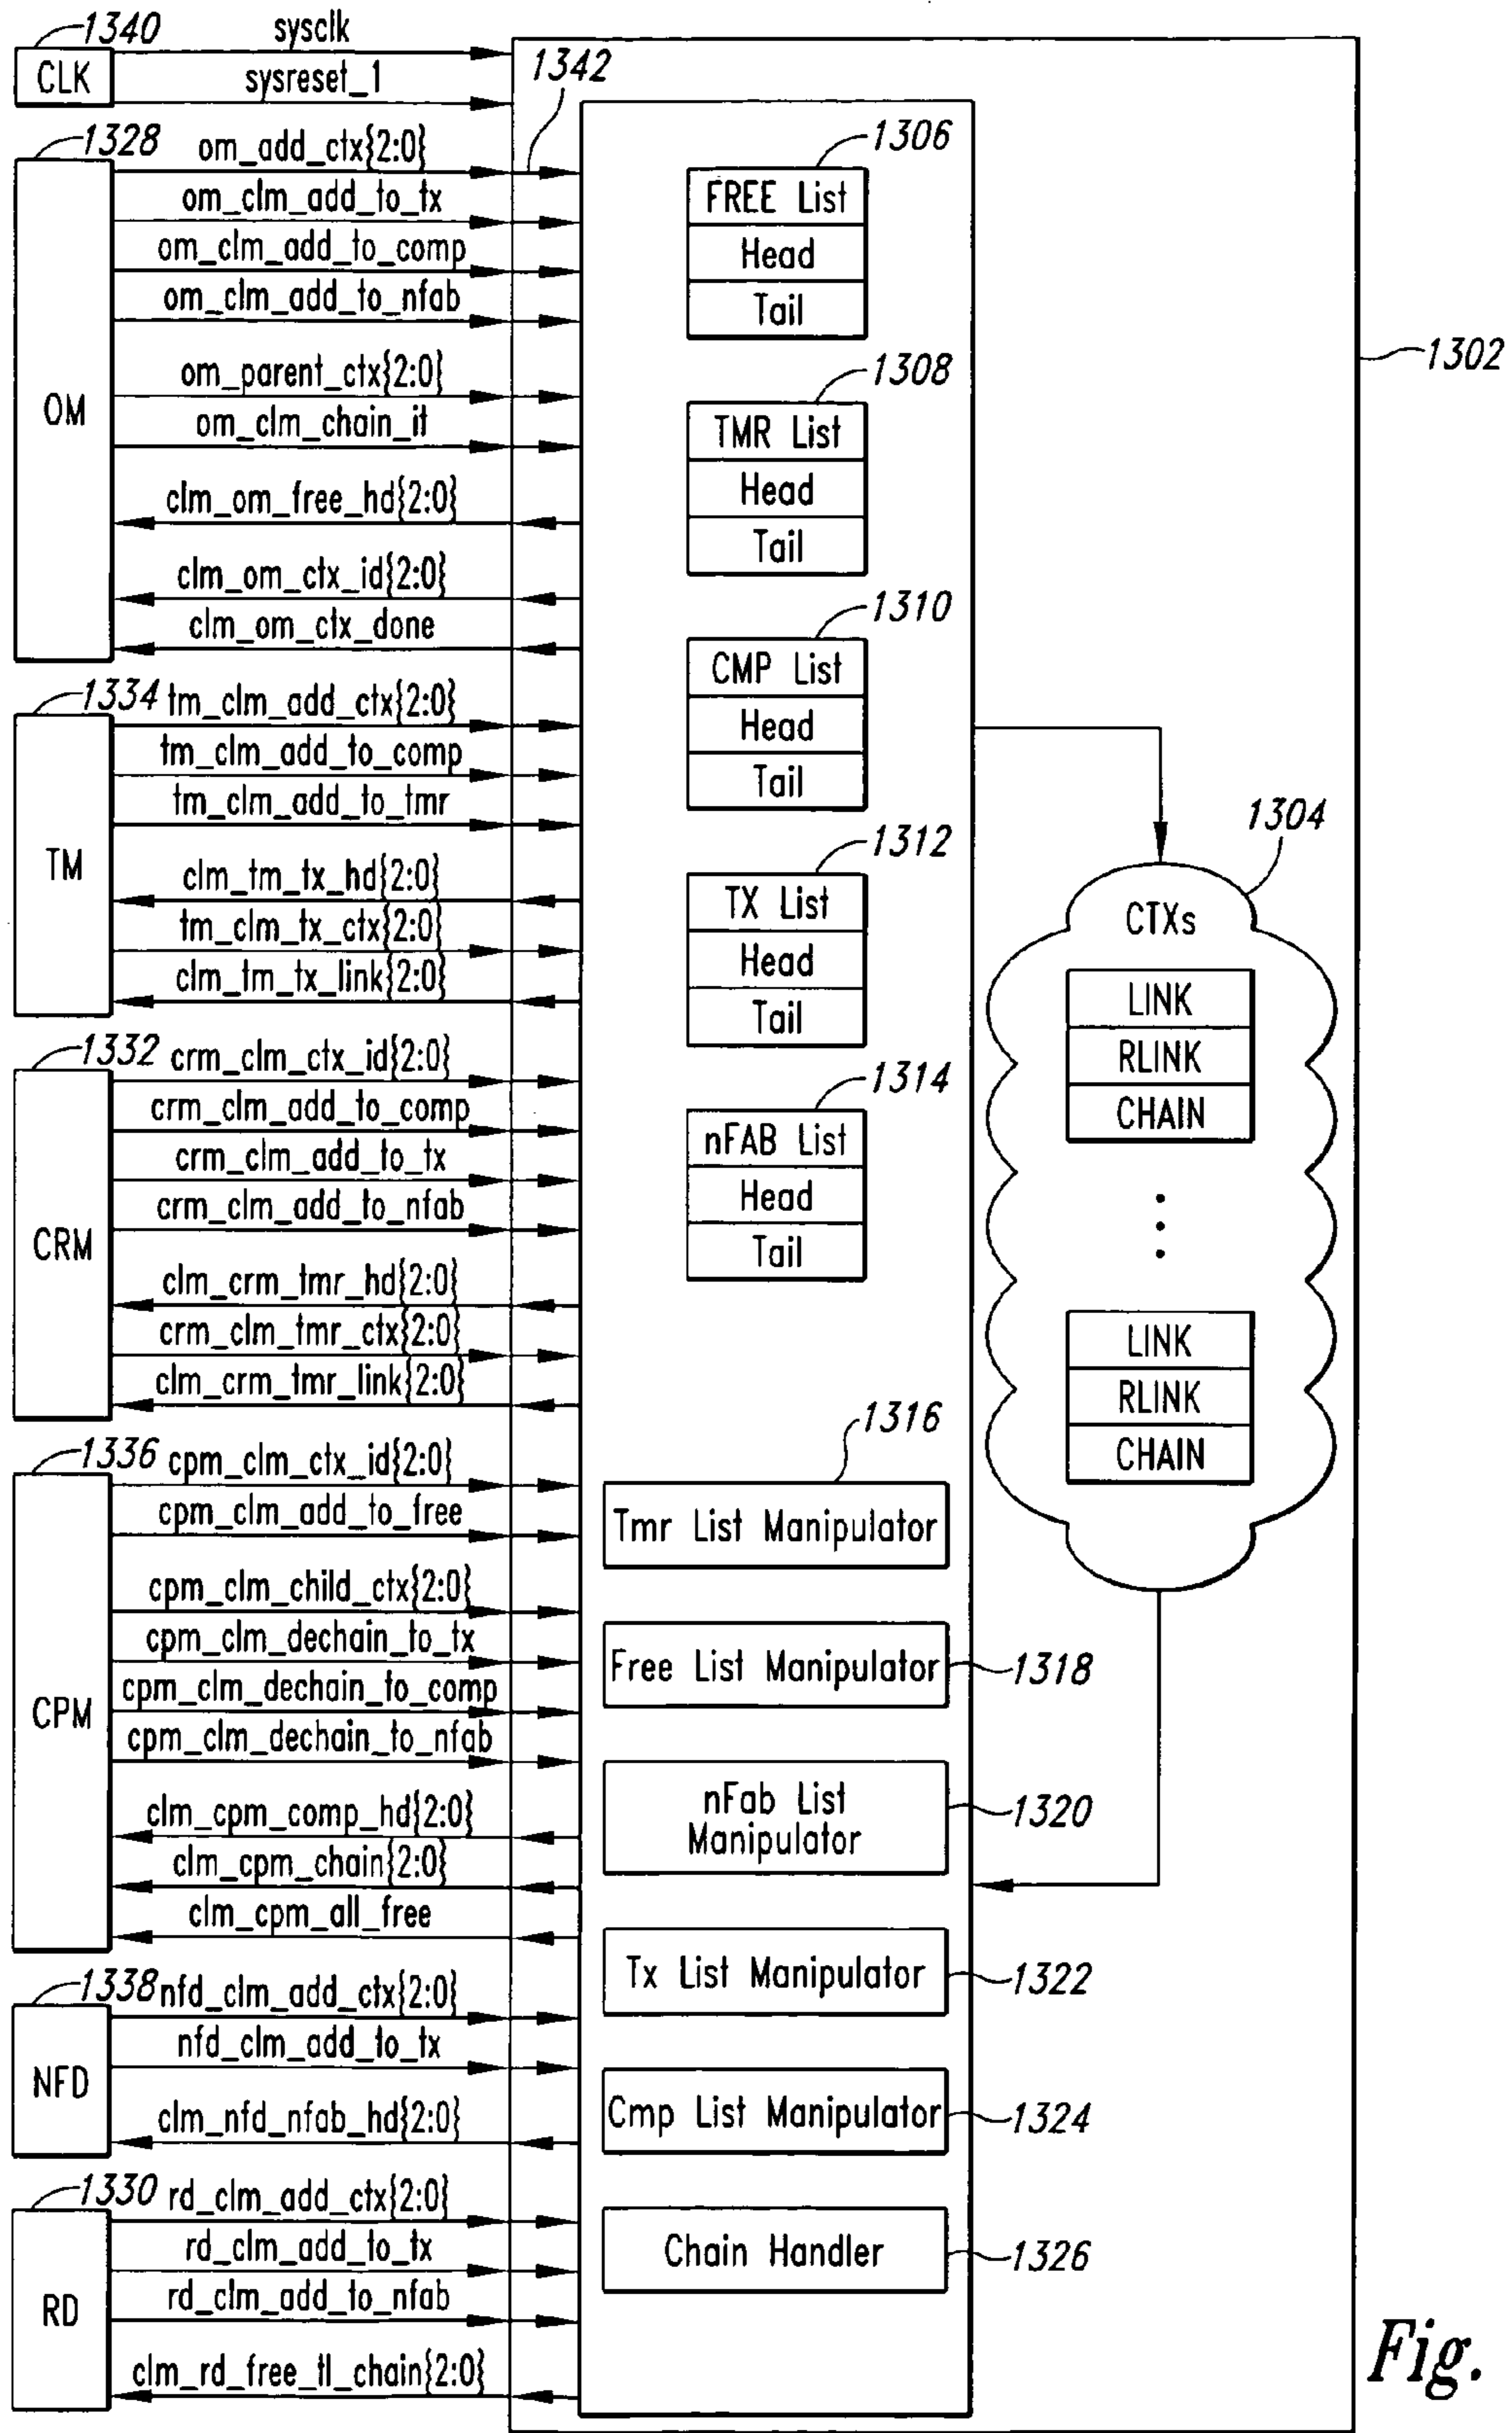 1340
sysclk
CLK
sysreset_1
1342
1328
om_add_ctx{2:0}
om_clm_add_to_tx
om_clm_add_to_comp
om_clm_add_to_nfab
om_parent_ctx{2:0}
OM
om_clm_chain_it
clm_om_free_hd{2:0}
clm_om_ctx_id{2:0}
clm_om_ctx_done
1334
tm_clm_add_ctx{2:0}
tm_clm_add_to_comp
tm_clm_add_to_tmr
TM
clm_tm_tx_hd{2:0}
tm_clm_tx_ctx{2:0}
clm_tm_tx_link{2:0}
1332
crm_clm_ctx_id{2:0}
crm_clm_add_to_comp
crm_clm_add_to_tx
crm_clm_add_to_nfab
CRM
clm_crm_tmr_hd{2:0}
crm_clm_tmr_ctx{2:0}
clm_crm_tmr_link{2:0}
1336
cpm_clm_ctx_id{2:0}
cpm_clm_add_to_free
cpm_clm_child_ctx{2:0}
cpm_clm_dechain_to_tx
cpm_clm_dechain_to_comp
CPM
cpm_clm_dechain_to_nfab
clm_cpm_comp_hd{2:0}
clm_cpm_chain{2:0}
clm_cpm_all_free
1338
nfd_clm_add_ctx{2:0}
nfd_clm_add_to_tx
NFD
clm_nfd_nfab_hd{2:0}
1330
rd_clm_add_ctx{2:0}
rd_clm_add_to_tx
rd_clm_add_to_nfab
RD
clm_rd_free_tl_chain{2:0}
1306
FREE List
Head
Tail
1308
TMR List
Head
Tail
1310
CMP List
Head
Tail
1312
TX List
Head
Tail
1314
nFAB List
Head
Tail
1316
Tmr List Manipulator
Free List Manipulator
1318
nFab List
Manipulator
1320
Tx List Manipulator
1322
Cmp List Manipulator
1324
Chain Handler
1326
1302
1304
CTXs
LINK
RLINK
CHAIN
LINK
RLINK
CHAIN
Fig.